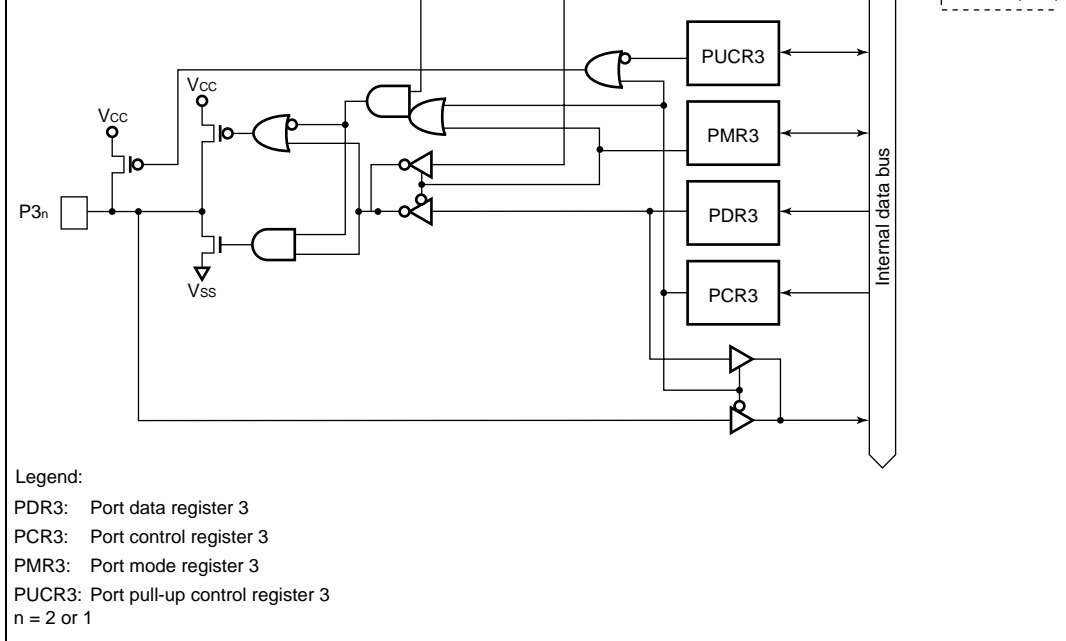 PUCR3
VCC
VCC
PMR3
P3n
PDR3
Internal data bus
VSS
PCR3
Legend:
PDR3: Port data register 3
PCR3: Port control register 3
PMR3: Port mode register 3
PUCR3: Port pull-up control register 3
n = 2 or 1